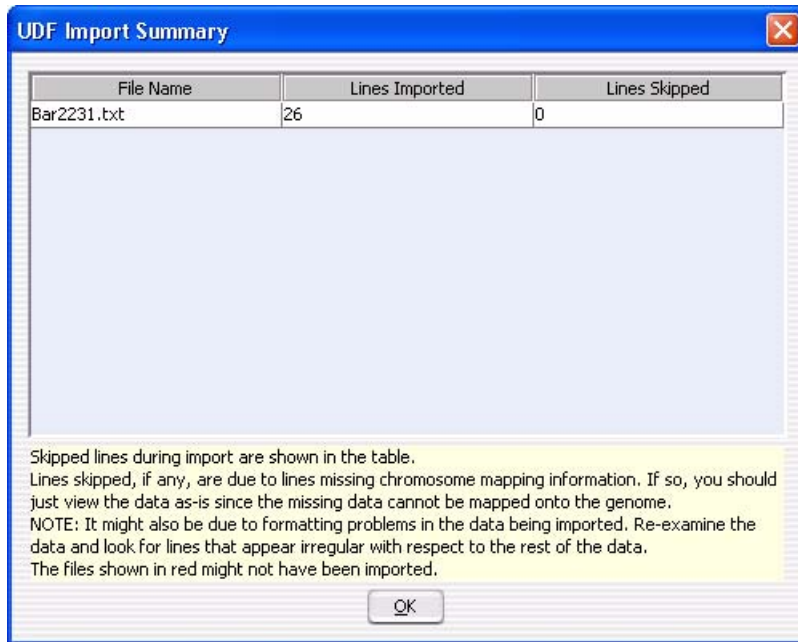 UDF Import Summary
File Name Lines Imported Lines Skipped
Bar2231.txt 26 0
Skipped lines during import are shown in the table.
Lines skipped, if any, are due to lines missing chromosome mapping information. If so, you should
just view the data as-is since the missing data cannot be mapped onto the genome.
NOTE: It might also be due to formatting problems in the data being imported. Re-examine the
data and look for lines that appear irregular with respect to the rest of the data.
The files shown in red might not have been imported.
OK